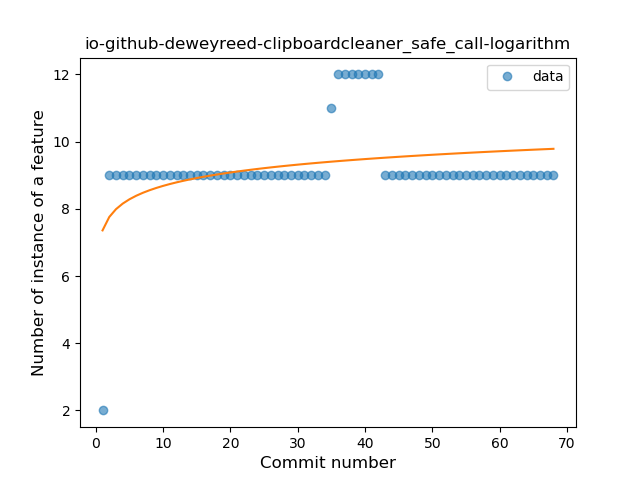 io-github-deweyreed-clipboardcleaner_safe_call-logarithm
data
Number of instance of a feature
12
10
8
6
4
2
0 10 20 30 40 50 60 70
Commit number